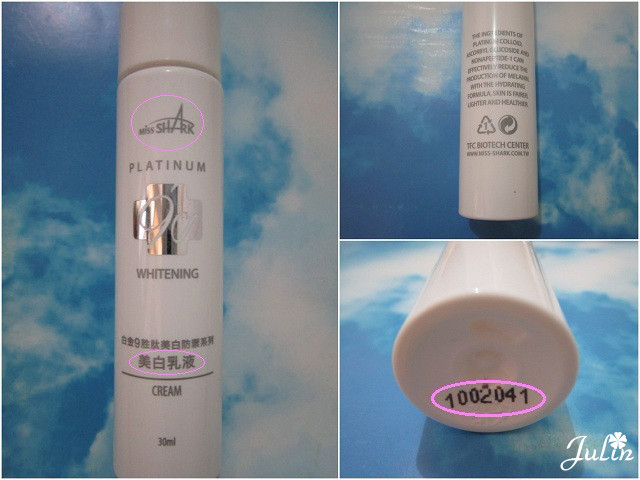 Miss SHARK
PLATINUM
WHITENING
白金9胜肽美白防禦系列
美白乳液
CREAM
30ml
THE INGREDIENTS OF
PLATINUM COLLOID,
ASCORBYL GLUCOSIDE AND
NONAPEPTIDE-1 CAN
EFFECTIVELY REDUCE THE
PRODUCTION OF MELANIN.
WITH THE HYDRATING
FORMULA, SKIN IS FAIRER,
LIGHTER AND HEALTHIER.
TFC BIOTECH CENTER
WWW.MISS-SHARK.COM.TW
1002041
Julin